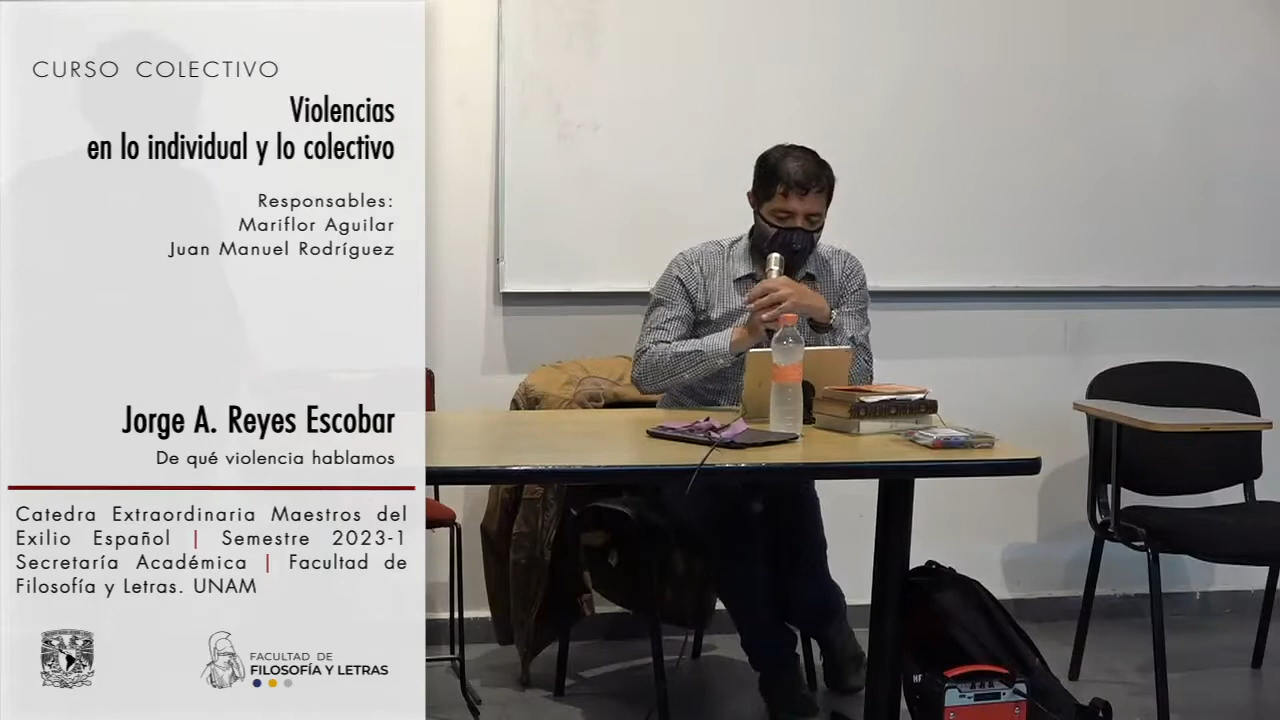 CURSO COLECTIVO
Violencias
en lo individual y lo colectivo
Responsables:
Mariflor Aguilar
Juan Manuel Rodríguez
Jorge A. Reyes Escobar
De qué violencia hablamos
Catedra Extraordinaria Maestros del
Exilio Español | Semestre 2023-1
Secretaría Académica | Facultad de
Filosofía y Letras. UNAM
FACULTAD DE
FILOSOFÍA Y LETRAS
HF